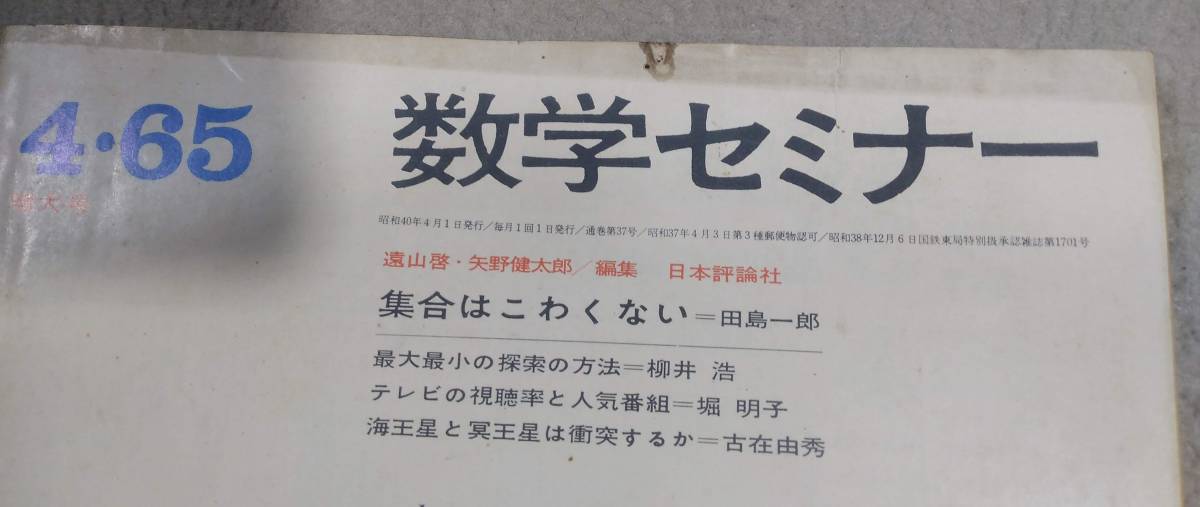 4・65
増大号
数学セミナー
昭和40年4月1日発行／毎月1回1日発行／通巻第37号／昭和37年4月3日第3種郵便物認可／昭和38年12月6日国鉄東局特別扱承認雑誌第1701号
遠山啓・矢野健太郎／編集 日本評論社
集合はこわくない＝田島一郎
最大最小の探索の方法＝柳井 浩
テレビの視聴率と人気番組＝堀 明子
海王星と冥王星は衝突するか＝古在由秀